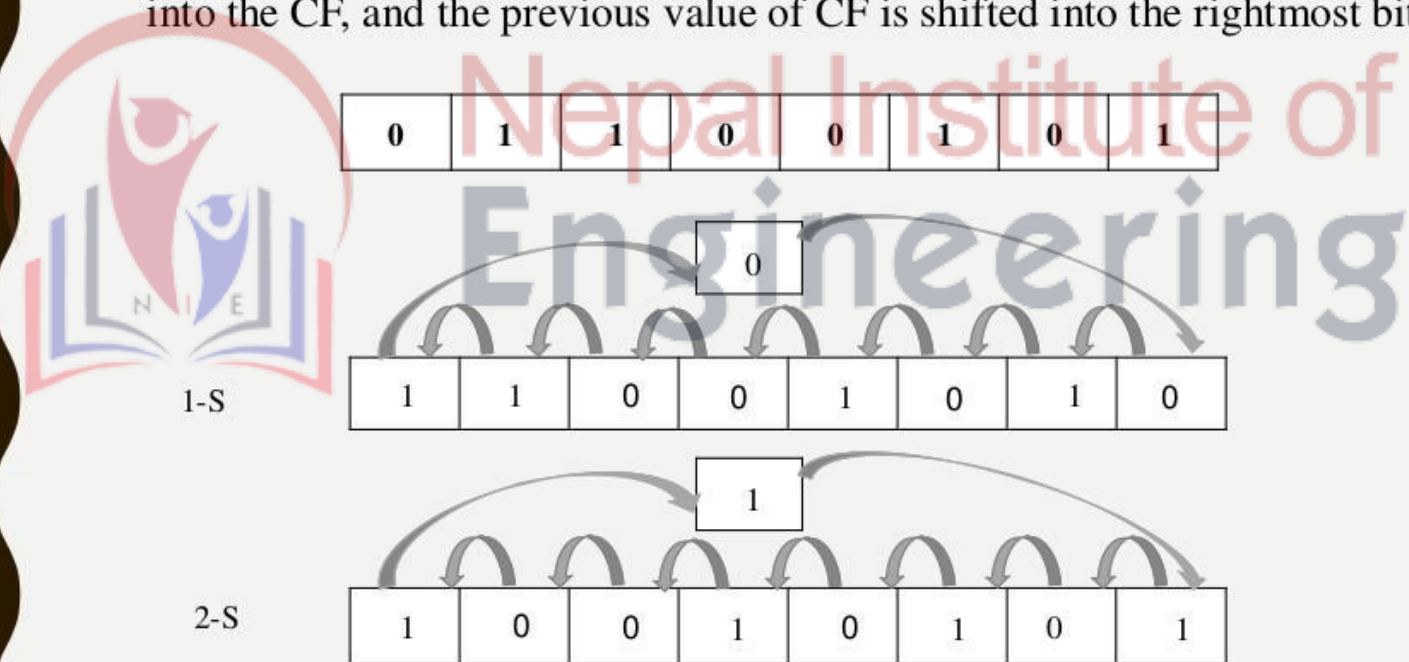 into the CF, and the previous value of CF is shifted into the rightmost bit
Nepal Institute of
0 1 1 0 0 1 0 1
Engineering
0
N I E
1-S 1 1 0 0 1 0 1 0
1
2-S 1 0 0 1 0 1 0 1